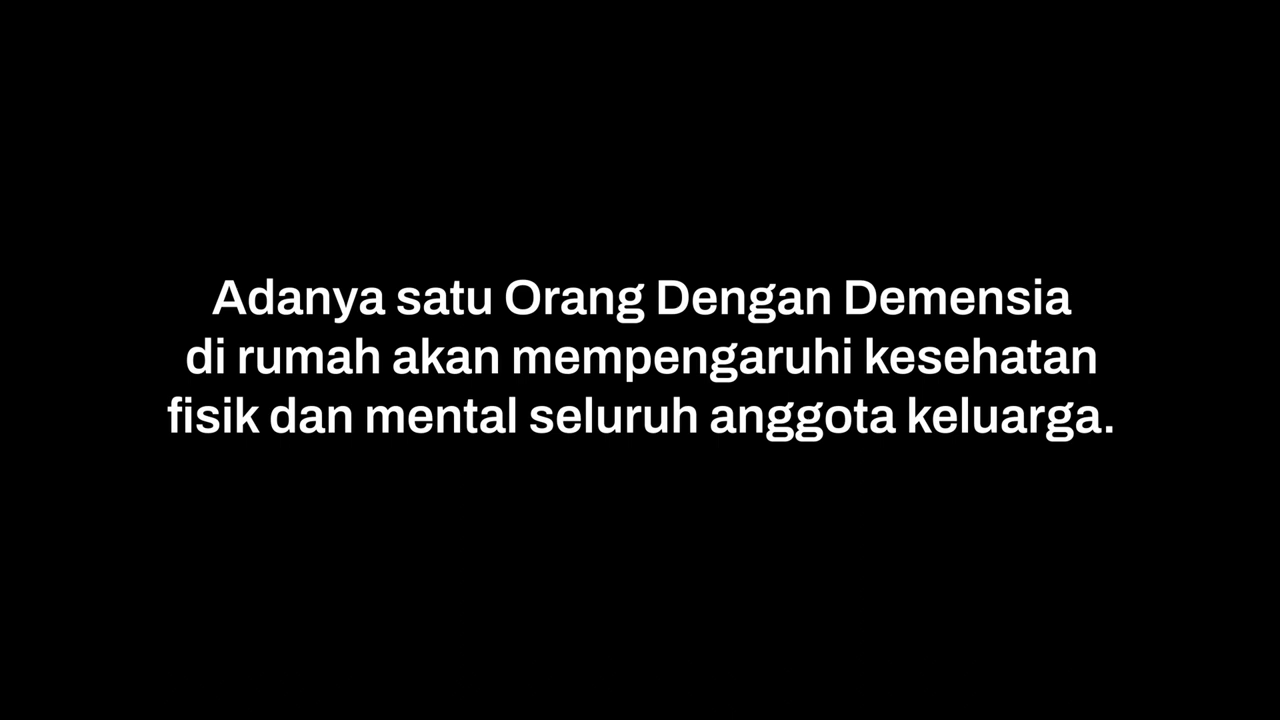 Adanya satu Orang Dengan Demensia
di rumah akan mempengaruhi kesehatan
fisik dan mental seluruh anggota keluarga.